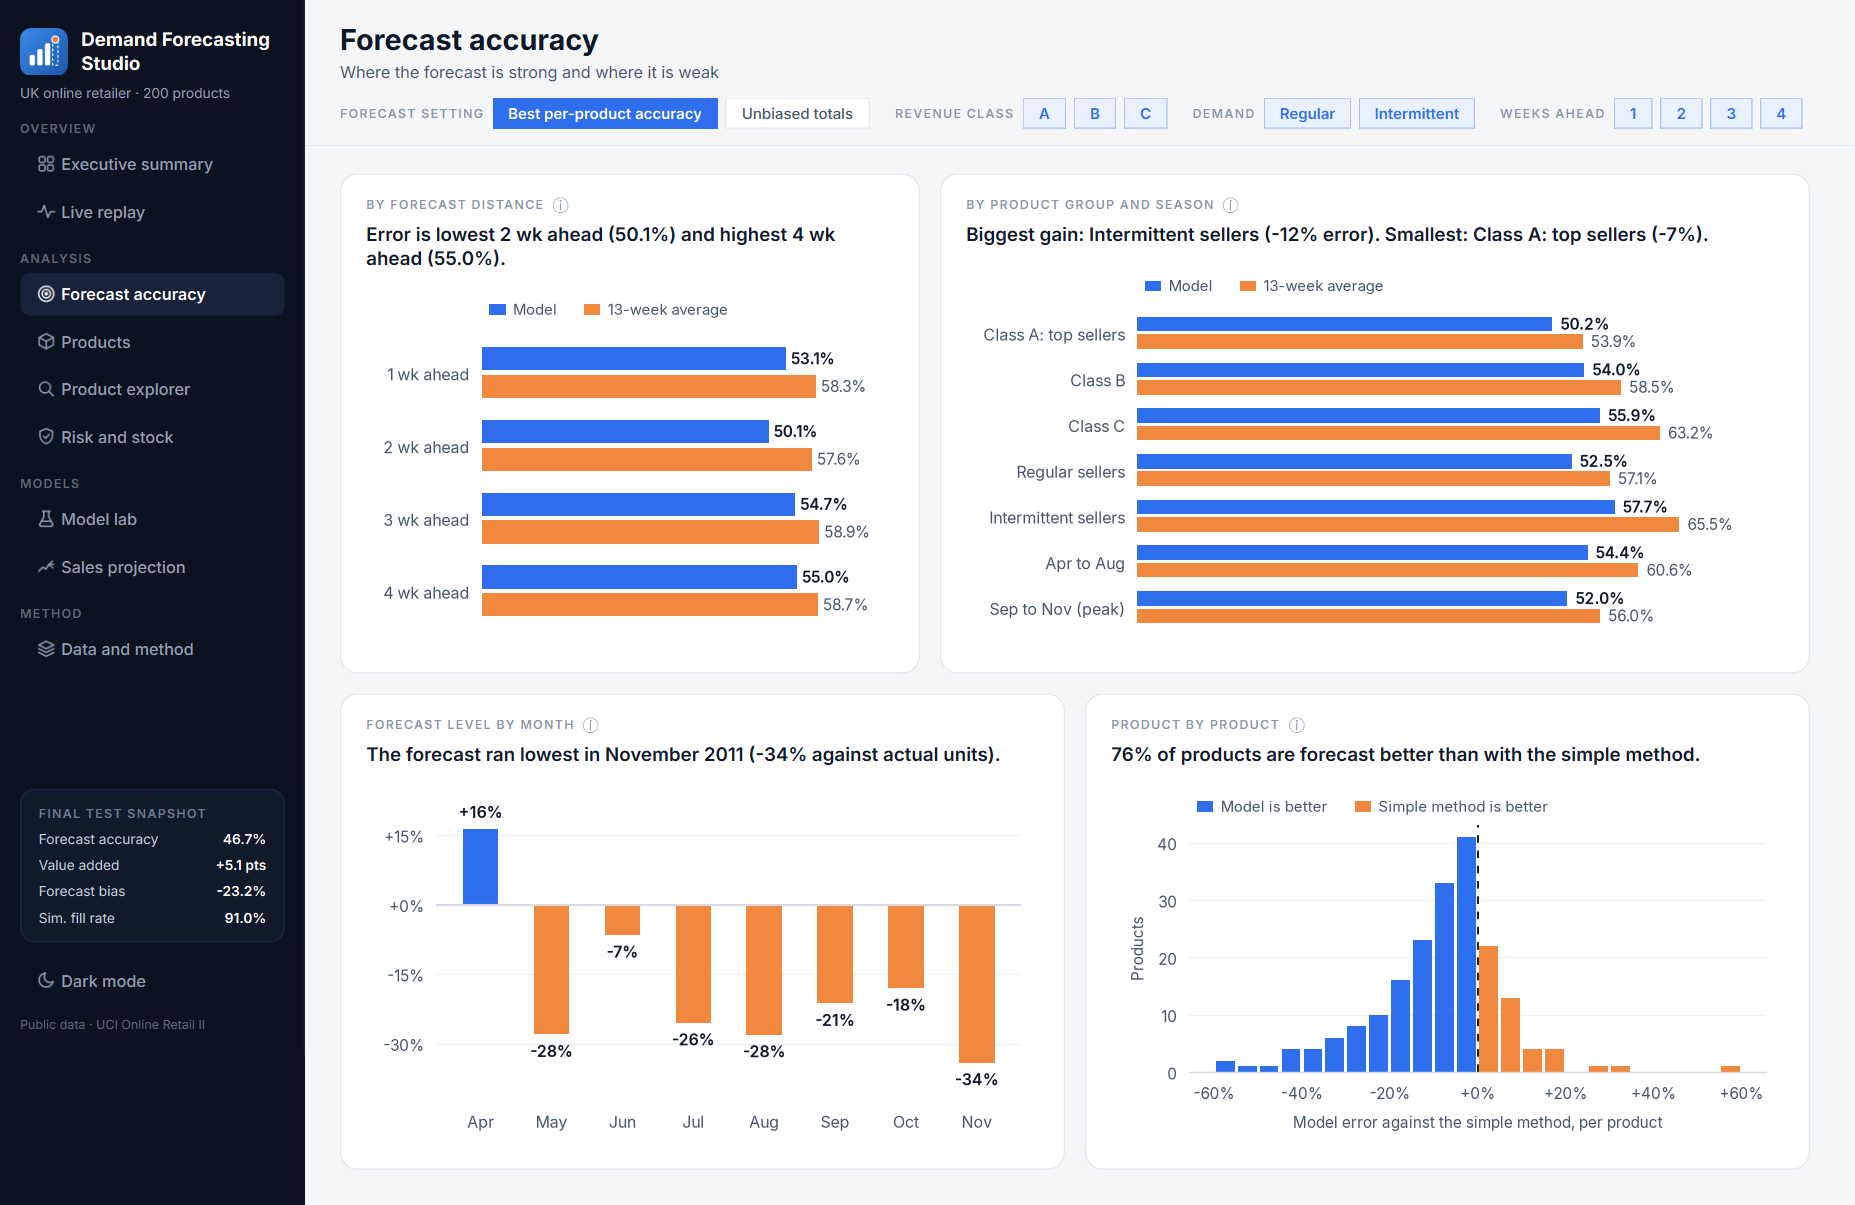 Demand Forecasting
Studio
UK online retailer · 200 products
OVERVIEW
Executive summary
Live replay
ANALYSIS
Forecast accuracy
Products
Product explorer
Risk and stock
MODELS
Model lab
Sales projection
METHOD
Data and method
FINAL TEST SNAPSHOT
Forecast accuracy 46.7%
Value added +5.1 pts
Forecast bias -23.2%
Sim. fill rate 91.0%
Dark mode
Public data · UCI Online Retail II
Forecast accuracy
Where the forecast is strong and where it is weak
FORECAST SETTING Best per-product accuracy Unbiased totals REVENUE CLASS A B C DEMAND Regular Intermittent WEEKS AHEAD 1 2 3 4
BY FORECAST DISTANCE
Error is lowest 2 wk ahead (50.1%) and highest 4 wk
ahead (55.0%).
Model 13-week average
1 wk ahead 53.1%
58.3%
2 wk ahead 50.1%
57.6%
3 wk ahead 54.7%
58.9%
4 wk ahead 55.0%
58.7%
BY PRODUCT GROUP AND SEASON
Biggest gain: Intermittent sellers (-12% error). Smallest: Class A: top sellers (-7%).
Model 13-week average
Class A: top sellers 50.2%
53.9%
Class B 54.0%
58.5%
Class C 55.9%
63.2%
Regular sellers 52.5%
57.1%
Intermittent sellers 57.7%
65.5%
Apr to Aug 54.4%
60.6%
Sep to Nov (peak) 52.0%
56.0%
FORECAST LEVEL BY MONTH
The forecast ran lowest in November 2011 (-34% against actual units).
+15%
+0%
-15%
-30%
+16%
-28%
-7%
-26%
-28%
-21%
-18%
-34%
Apr May Jun Jul Aug Sep Oct Nov
PRODUCT BY PRODUCT
76% of products are forecast better than with the simple method.
Model is better Simple method is better
Products
40
30
20
10
0
-60% -40% -20% +0% +20% +40% +60%
Model error against the simple method, per product